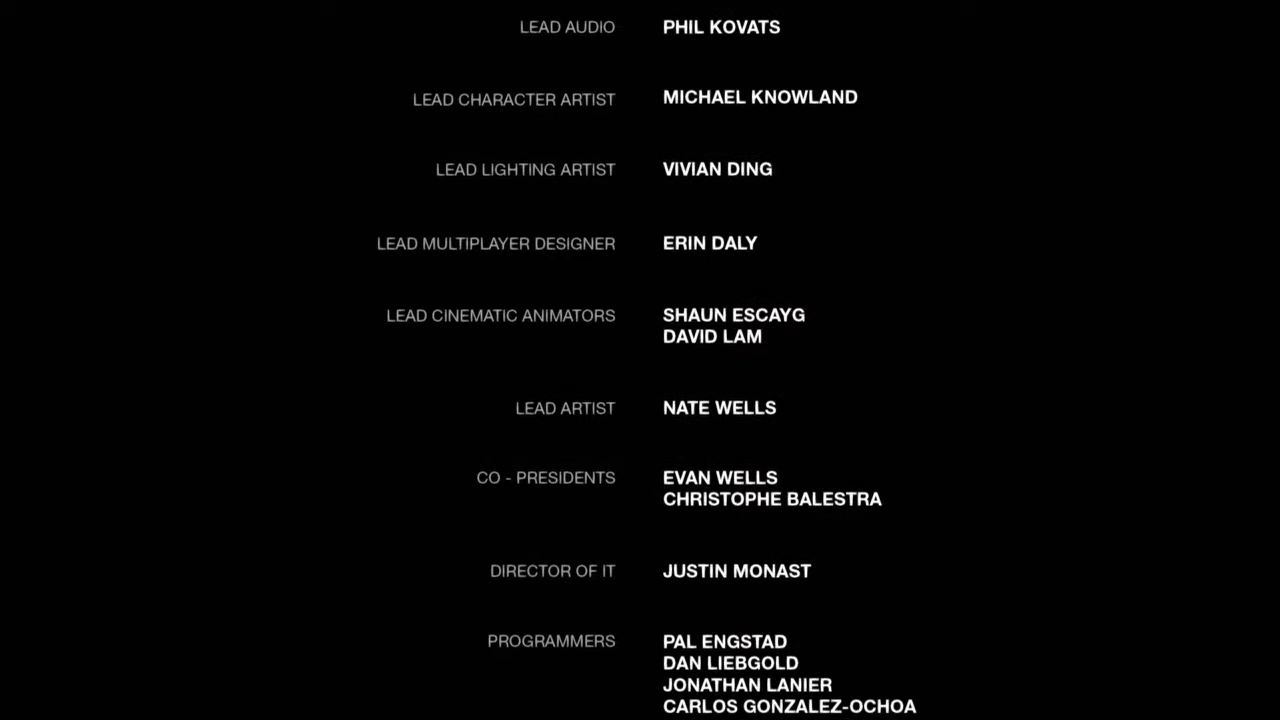 LEAD AUDIO PHIL KOVATS
LEAD CHARACTER ARTIST MICHAEL KNOWLAND
LEAD LIGHTING ARTIST VIVIAN DING
LEAD MULTIPLAYER DESIGNER ERIN DALY
LEAD CINEMATIC ANIMATORS SHAUN ESCAYG
DAVID LAM
LEAD ARTIST NATE WELLS
CO - PRESIDENTS EVAN WELLS
CHRISTOPHE BALESTRA
DIRECTOR OF IT JUSTIN MONAST
PROGRAMMERS PAL ENGSTAD
DAN LIEBGOLD
JONATHAN LANIER
CARLOS GONZALEZ-OCHOA